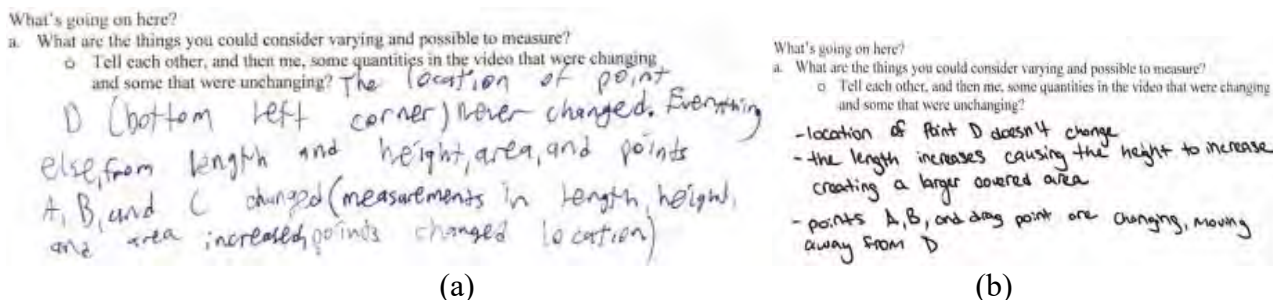 What's going on here?
a. What are the things you could consider varying and possible to measure?
o Tell each other, and then me, some quantities in the video that were changing
and some that were unchanging? The location of point
D (bottom left corner) never changed. Everything
else, from length and height, area, and points
A, B, and C changed (measurements in length, height,
and area increased, points changed location)
(a)
What's going on here?
a. What are the things you could consider varying and possible to measure?
o Tell each other, and then me, some quantities in the video that were changing
and some that were unchanging?
-location of Point D doesn't change
- the length increases causing the height to increase
creating a larger covered area
- points A, B, and drag point are changing, moving
away from D
(b)